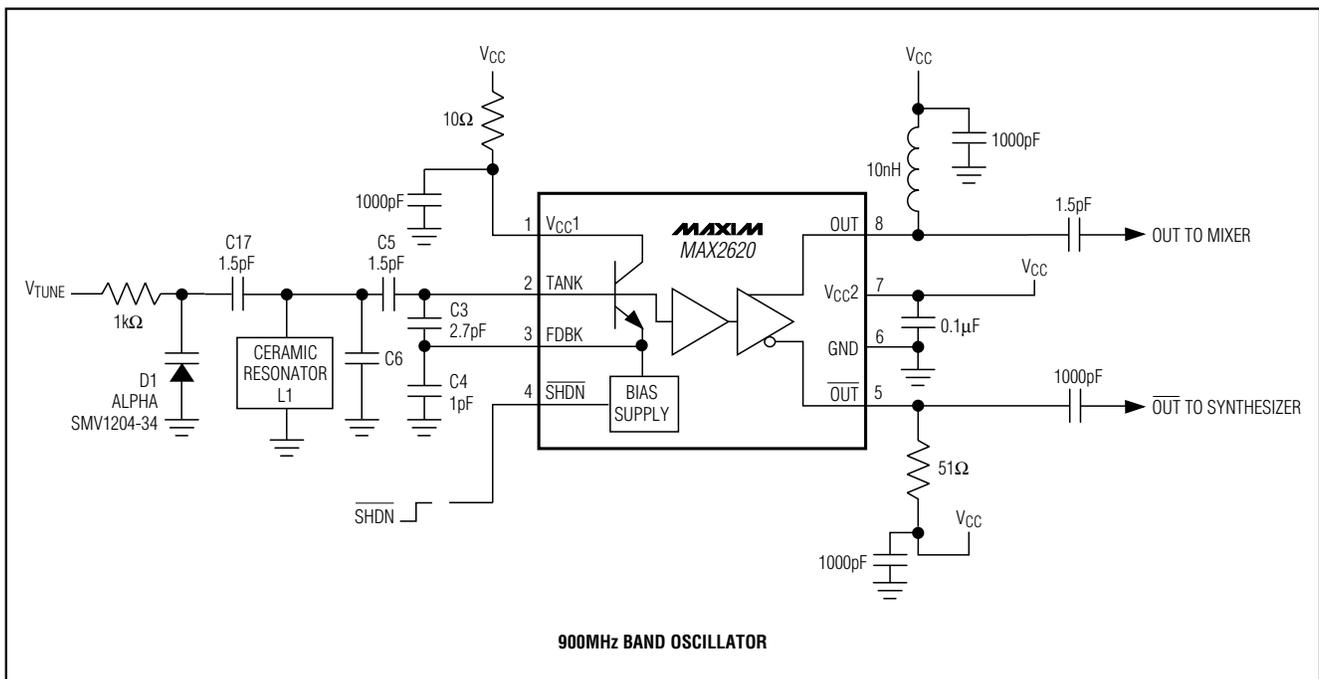 VCC
10Ω
1000pF
VCC
1000pF
10nH
C17
1.5pF
C5
1.5pF
VTUNE
1kΩ
D1
ALPHA
SMV1204-34
CERAMIC
RESONATOR
L1
C6
C3
2.7pF
C4
1pF
1 VCC1
2 TANK
3 FDBK
4 SHDN
SHDN
MAXIM
MAX2620
BIAS
SUPPLY
OUT 8
VCC2 7
GND 6
OUT 5
1.5pF
OUT TO MIXER
VCC
0.1µF
1000pF
OUT TO SYNTHESIZER
51Ω
VCC
1000pF
900MHz BAND OSCILLATOR